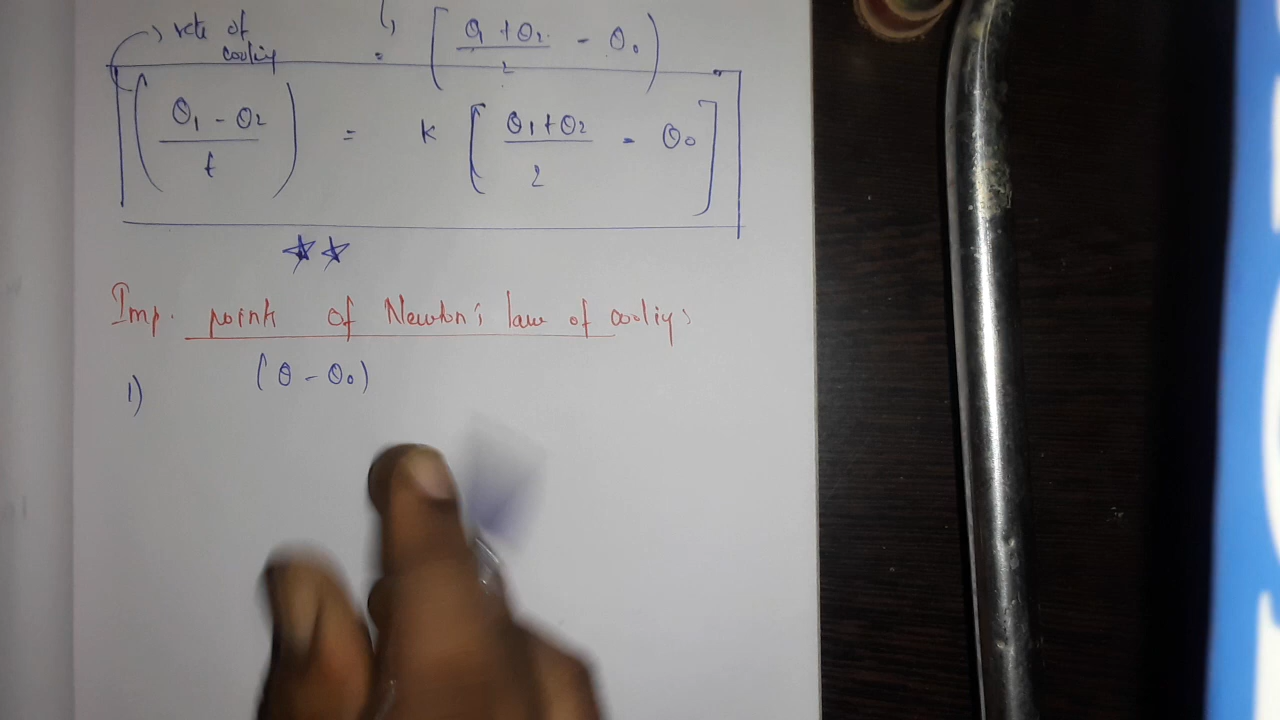 rate of
cooling
= [ θ1 + θ2 / 2 - θ0 ]
( θ1 - θ2 / t ) = k [ θ1 + θ2 / 2 - θ0 ]
Imp. points of Newton's law of cooling:
1) (θ - θ0)